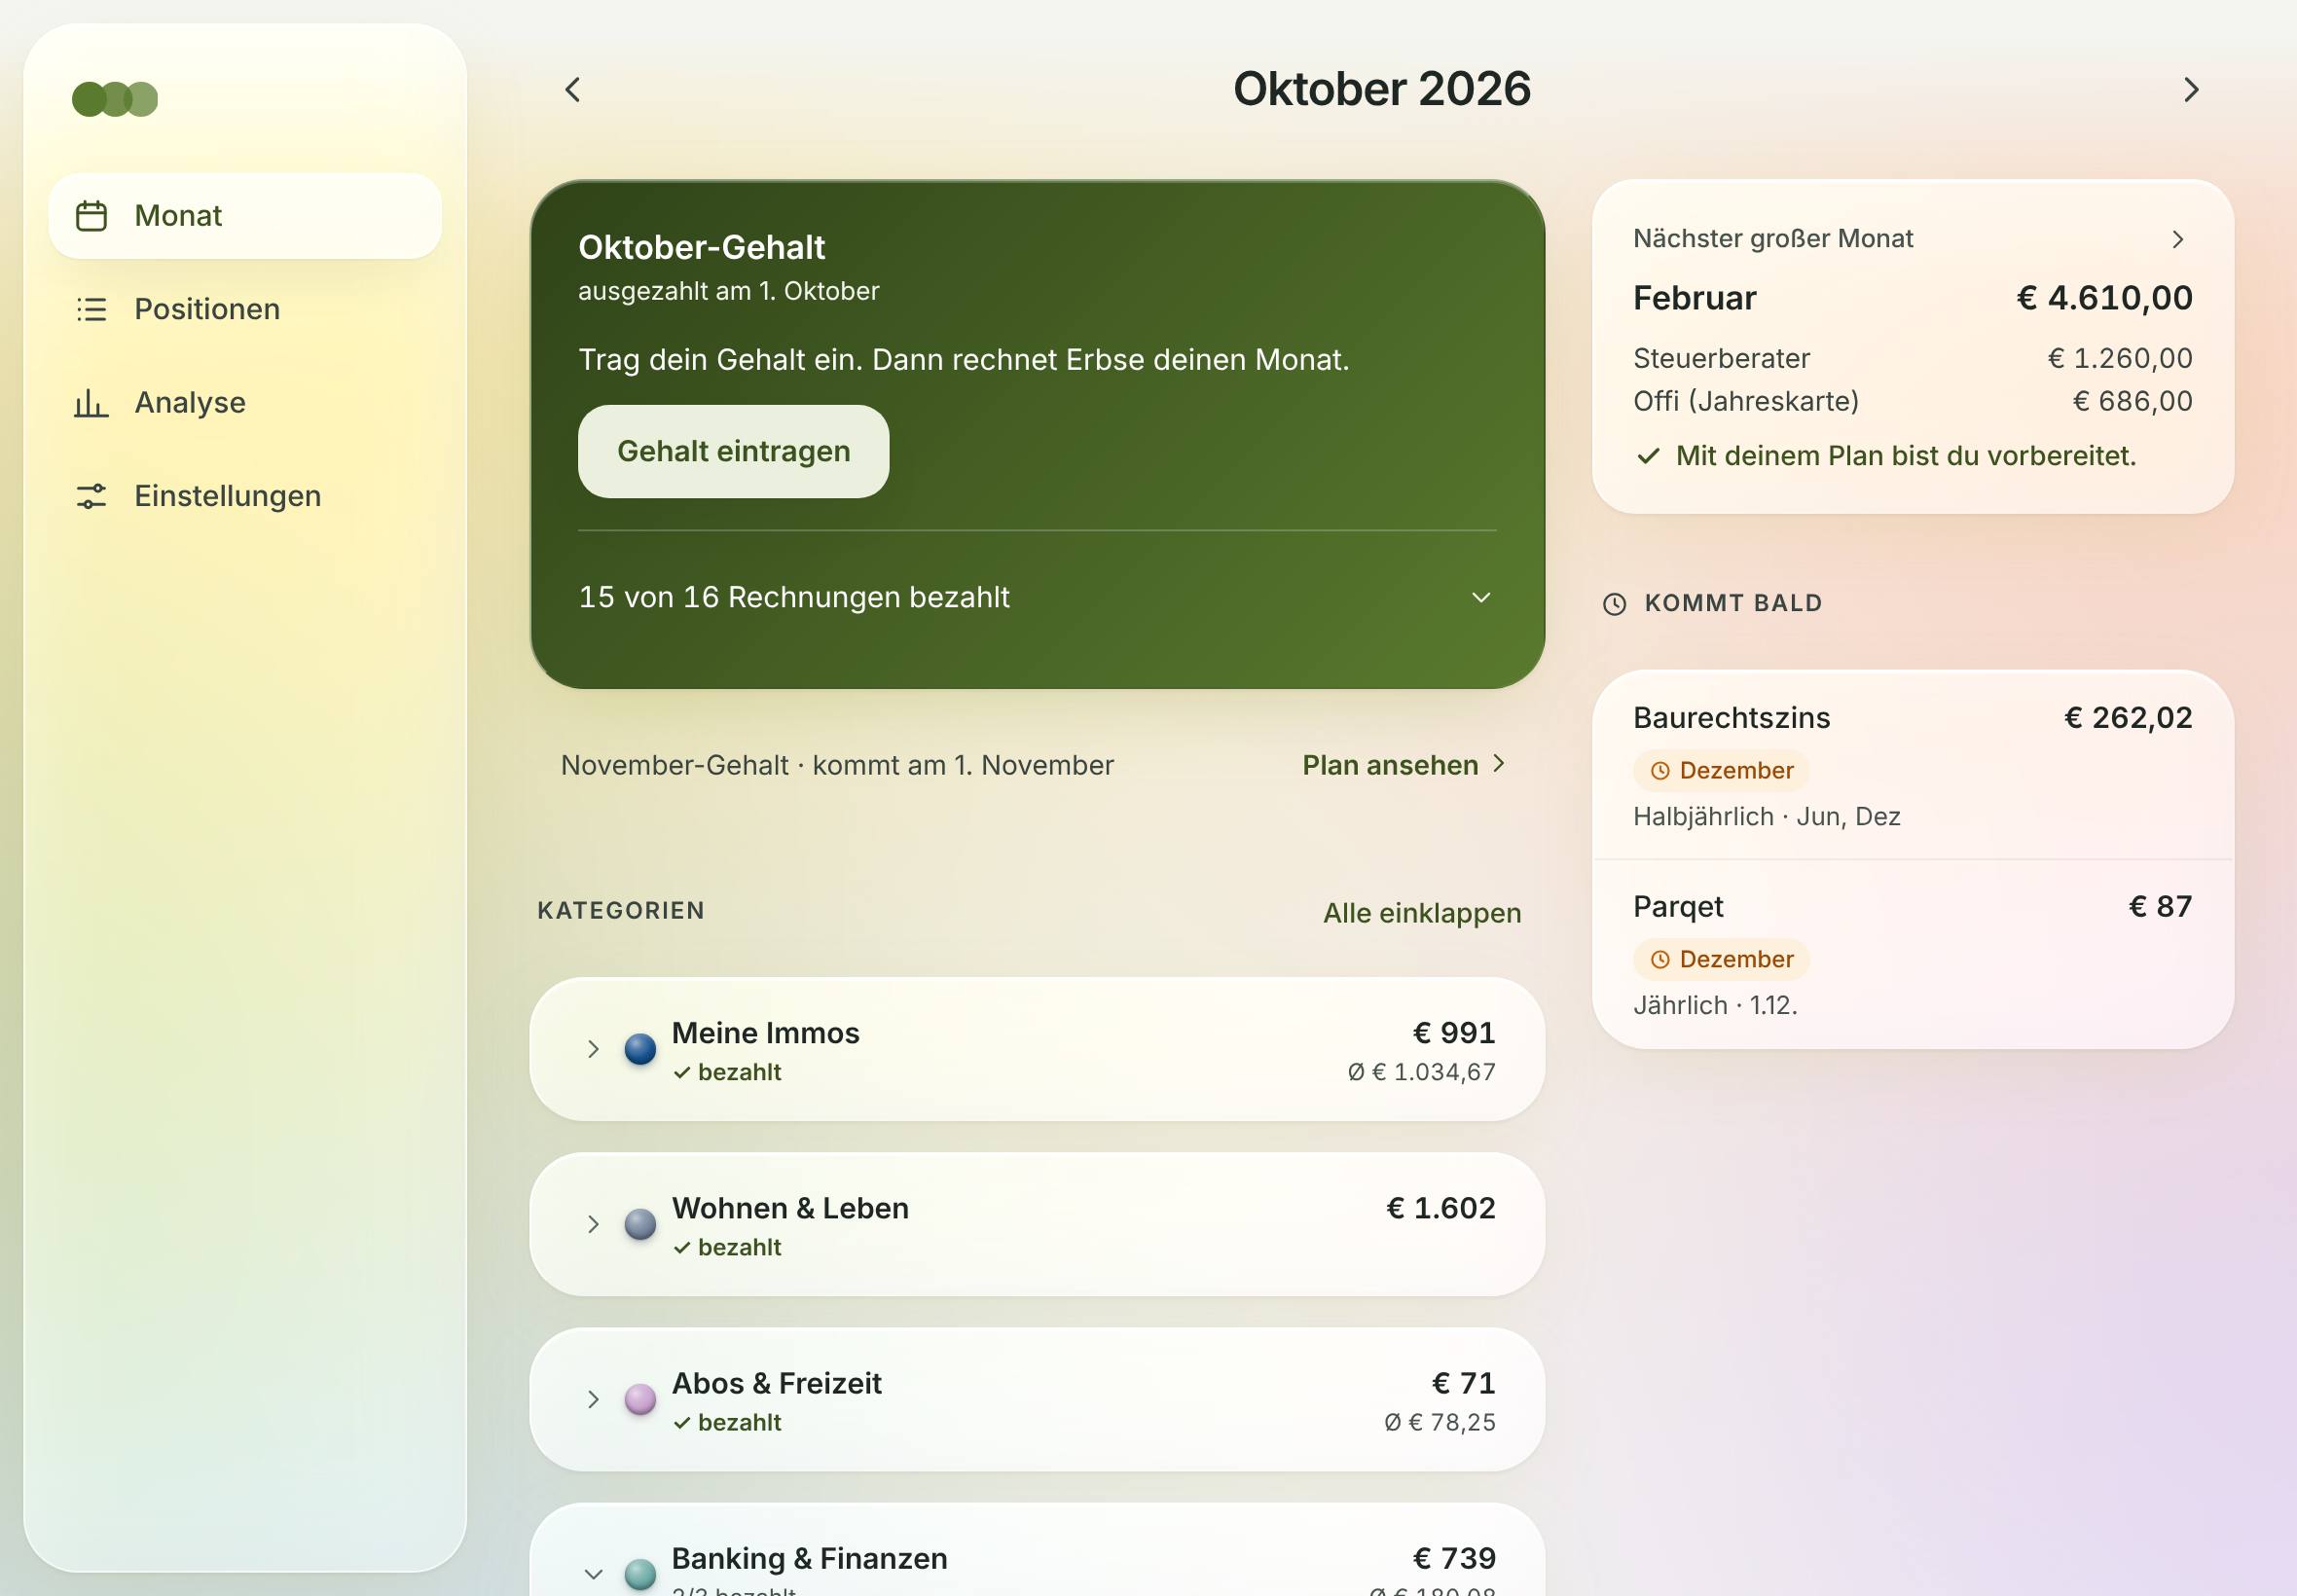 Oktober 2026
Monat
Positionen
Analyse
Einstellungen
Oktober-Gehalt
ausgezahlt am 1. Oktober
Trag dein Gehalt ein. Dann rechnet Erbse deinen Monat.
Gehalt eintragen
15 von 16 Rechnungen bezahlt
November-Gehalt · kommt am 1. November
Plan ansehen
KATEGORIEN
Alle einklappen
Meine Immos
€ 991
bezahlt
Ø € 1.034,67
Wohnen & Leben
€ 1.602
bezahlt
Abos & Freizeit
€ 71
bezahlt
Ø € 78,25
Banking & Finanzen
€ 739
Nächster großer Monat
Februar
€ 4.610,00
Steuerberater
€ 1.260,00
Offi (Jahreskarte)
€ 686,00
Mit deinem Plan bist du vorbereitet.
KOMMT BALD
Baurechtszins
€ 262,02
Dezember
Halbjährlich · Jun, Dez
Parqet
€ 87
Dezember
Jährlich · 1.12.